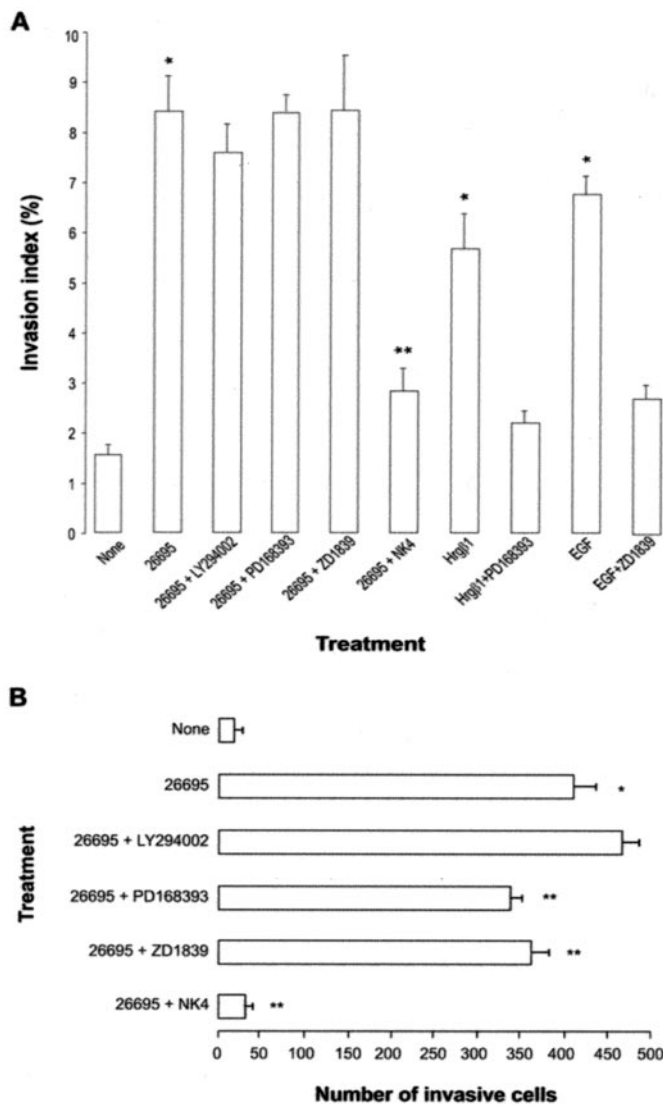 A
10
9
8
7
6
5
4
3
2
1
0
Invasion index (%)
*
**
*
*
None
26695
26695 + LY294002
26695 + PD168393
26695 + ZD1839
26695 + NK4
Hrgβ1
Hrgβ1+PD168393
EGF
EGF+ZD1839
Treatment
B
Treatment
None
26695 *
26695 + LY294002
26695 + PD168393 **
26695 + ZD1839 **
26695 + NK4 **
0 50 100 150 200 250 300 350 400 450 500
Number of invasive cells